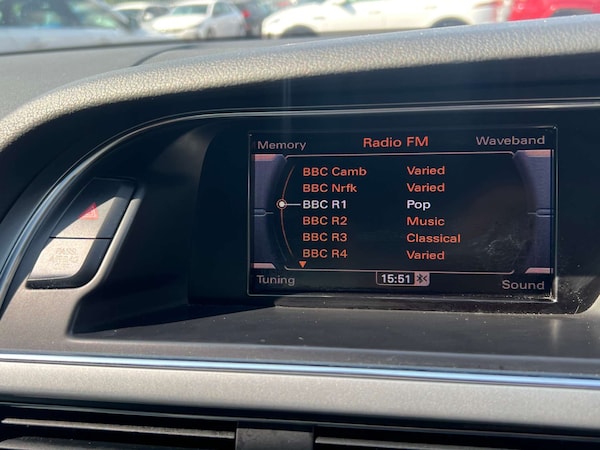 Memory Radio FM Waveband
BBC Camb Varied
BBC Nrfk Varied
BBC R1 Pop
BBC R2 Music
BBC R3 Classical
BBC R4 Varied
Tuning 15:51 Sound